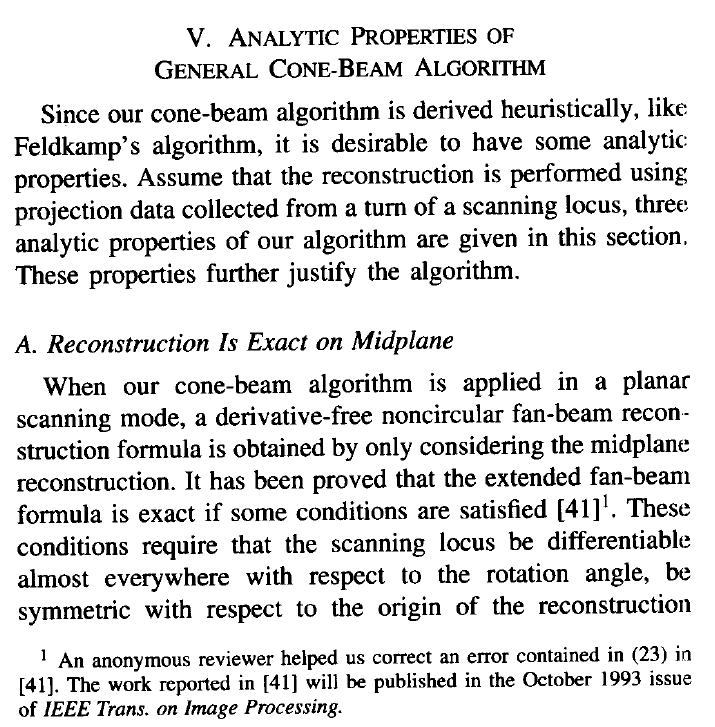 V. ANALYTIC PROPERTIES OF
GENERAL CONE-BEAM ALGORITHM
Since our cone-beam algorithm is derived heuristically, like
Feldkamp's algorithm, it is desirable to have some analytic
properties. Assume that the reconstruction is performed using
projection data collected from a turn of a scanning locus, three
analytic properties of our algorithm are given in this section.
These properties further justify the algorithm.
A. Reconstruction Is Exact on Midplane
When our cone-beam algorithm is applied in a planar
scanning mode, a derivative-free noncircular fan-beam recon-
struction formula is obtained by only considering the midplane
reconstruction. It has been proved that the extended fan-beam
formula is exact if some conditions are satisfied [41]¹. These
conditions require that the scanning locus be differentiable
almost everywhere with respect to the rotation angle, be
symmetric with respect to the origin of the reconstruction
¹ An anonymous reviewer helped us correct an error contained in (23) in
[41]. The work reported in [41] will be published in the October 1993 issue
of IEEE Trans. on Image Processing.